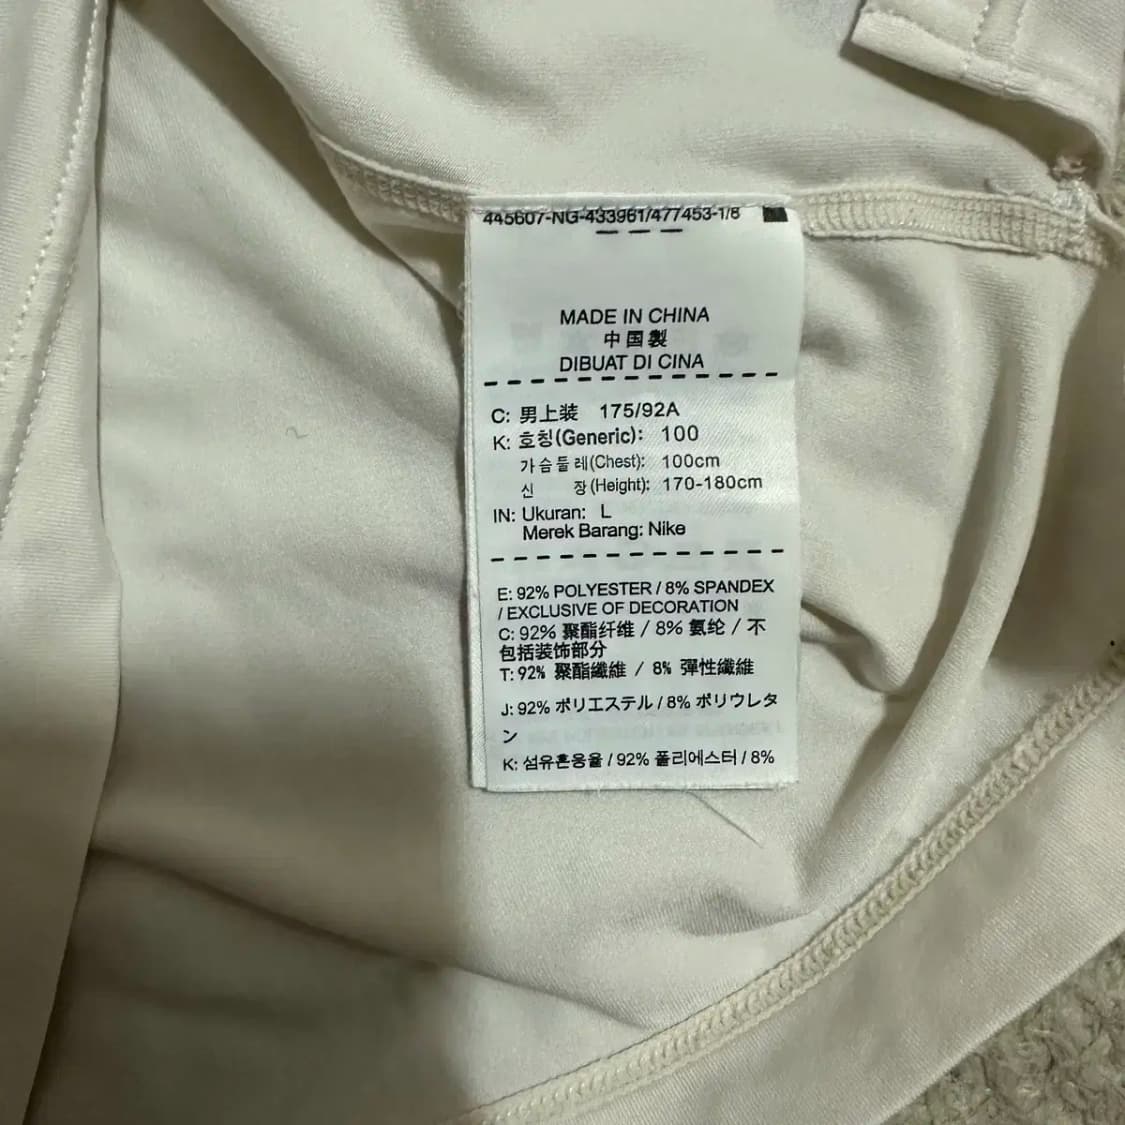 445607-NG-433961/477453-1/8
MADE IN CHINA
中国製
DIBUAT DI CINA
C: 男上装 175/92A
K: 호칭(Generic): 100
가슴둘레(Chest): 100cm
신 장(Height): 170-180cm
IN: Ukuran: L
Merek Barang: Nike
E: 92% POLYESTER / 8% SPANDEX
/ EXCLUSIVE OF DECORATION
C: 92% 聚酯纤维 / 8% 氨纶 / 不
包括装饰部分
T: 92% 聚酯纖維 / 8% 彈性纖維
J: 92% ポリエステル / 8% ポリウレタ
ン
K: 섬유혼용율 / 92% 폴리에스터 / 8%